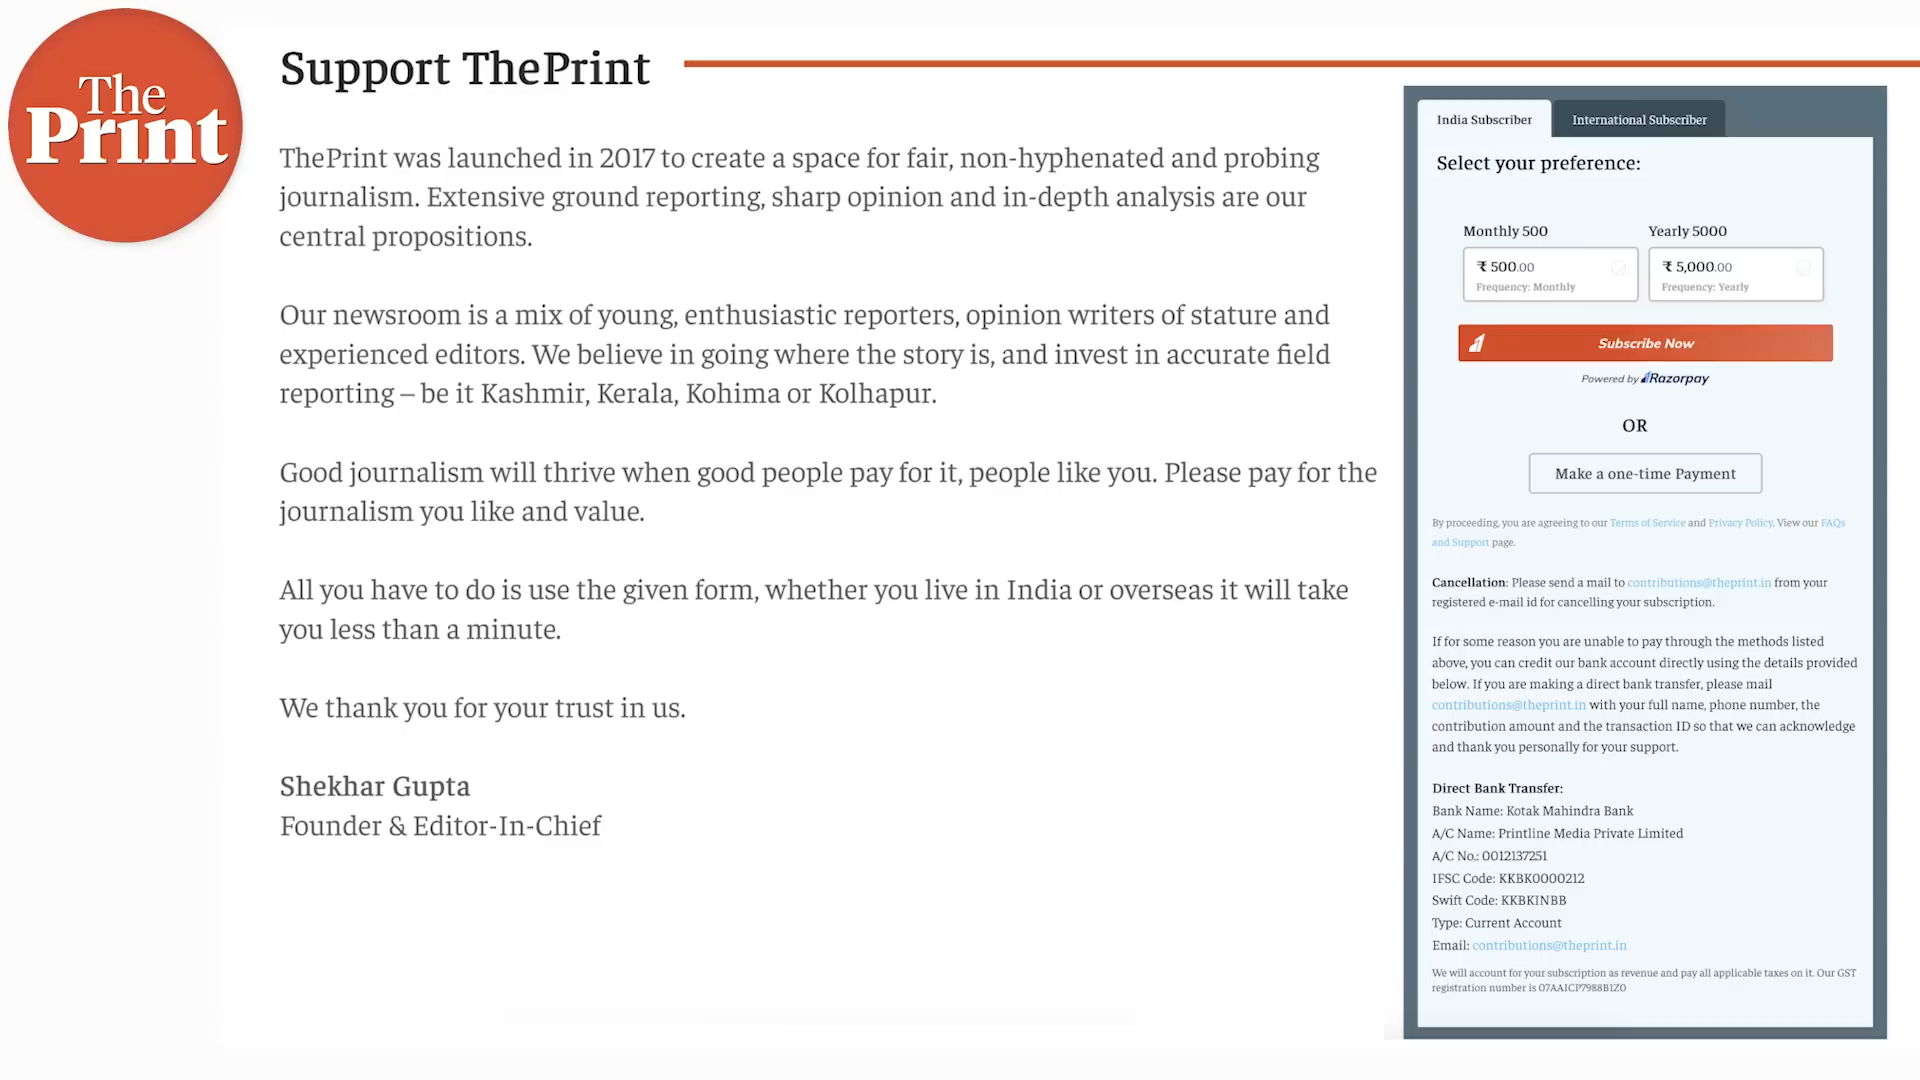 The
Print
Support ThePrint
ThePrint was launched in 2017 to create a space for fair, non-hyphenated and probing
journalism. Extensive ground reporting, sharp opinion and in-depth analysis are our
central propositions.
Our newsroom is a mix of young, enthusiastic reporters, opinion writers of stature and
experienced editors. We believe in going where the story is, and invest in accurate field
reporting – be it Kashmir, Kerala, Kohima or Kolhapur.
Good journalism will thrive when good people pay for it, people like you. Please pay for the
journalism you like and value.
All you have to do is use the given form, whether you live in India or overseas it will take
you less than a minute.
We thank you for your trust in us.
Shekhar Gupta
Founder & Editor-In-Chief
India Subscriber
International Subscriber
Select your preference:
Monthly 500
Yearly 5000
₹ 500.00
₹ 5,000.00
Frequency: Monthly
Frequency: Yearly
Subscribe Now
Powered by Razorpay
OR
Make a one-time Payment
By proceeding, you are agreeing to our Terms of Service and Privacy Policy. View our FAQs
and Support page.
Cancellation: Please send a mail to contributions@theprint.in from your
registered e-mail id for cancelling your subscription.
If for some reason you are unable to pay through the methods listed
above, you can credit our bank account directly using the details provided
below. If you are making a direct bank transfer, please mail
contributions@theprint.in with your full name, phone number, the
contribution amount and the transaction ID so that we can acknowledge
and thank you personally for your support.
Direct Bank Transfer:
Bank Name: Kotak Mahindra Bank
A/C Name: Printline Media Private Limited
A/C No.: 0012137251
IFSC Code: KKBK0000212
Swift Code: KKBKINBB
Type: Current Account
Email: contributions@theprint.in
We will account for your subscription as revenue and pay all applicable taxes on it. Our GST
registration number is 07AAICP7988B1Z0